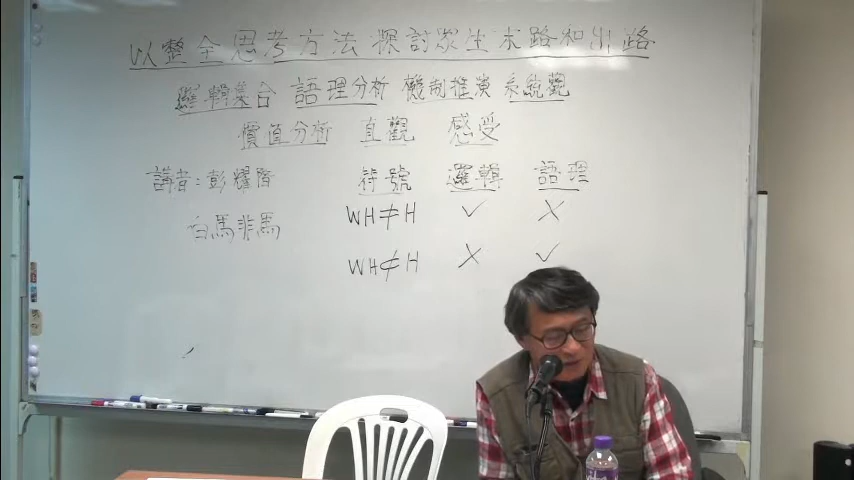 以整全思考方法探討眾生末路和出路
邏輯集合 語理分析 機制推演 系統觀
價值分析 直觀 感受
講者：彭耀階 符號 邏輯 語理
白馬非馬 WH≠H ✓ X
WH⊄H X ✓